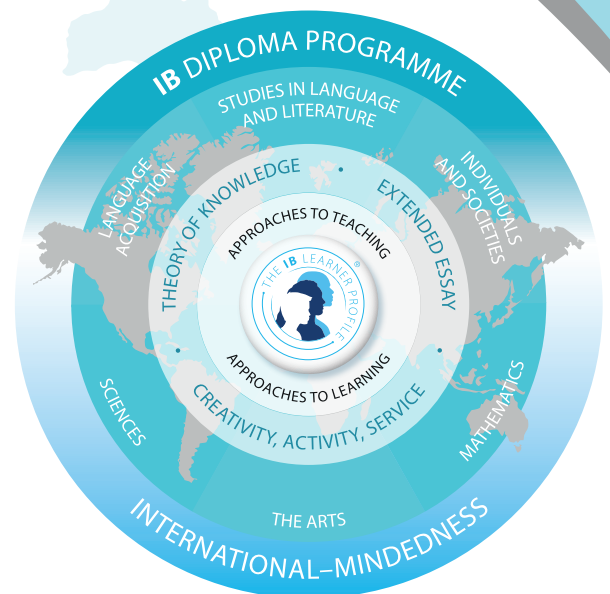 IB DIPLOMA PROGRAMME
STUDIES IN LANGUAGE
AND LITERATURE
LANGUAGE
ACQUISITION
INDIVIDUALS
AND SOCIETIES
THEORY OF KNOWLEDGE
EXTENDED ESSAY
APPROACHES TO TEACHING
THE IB LEARNER PROFILE
®
APPROACHES TO LEARNING
CREATIVITY, ACTIVITY, SERVICE
SCIENCES
MATHEMATICS
THE ARTS
INTERNATIONAL–MINDEDNESS